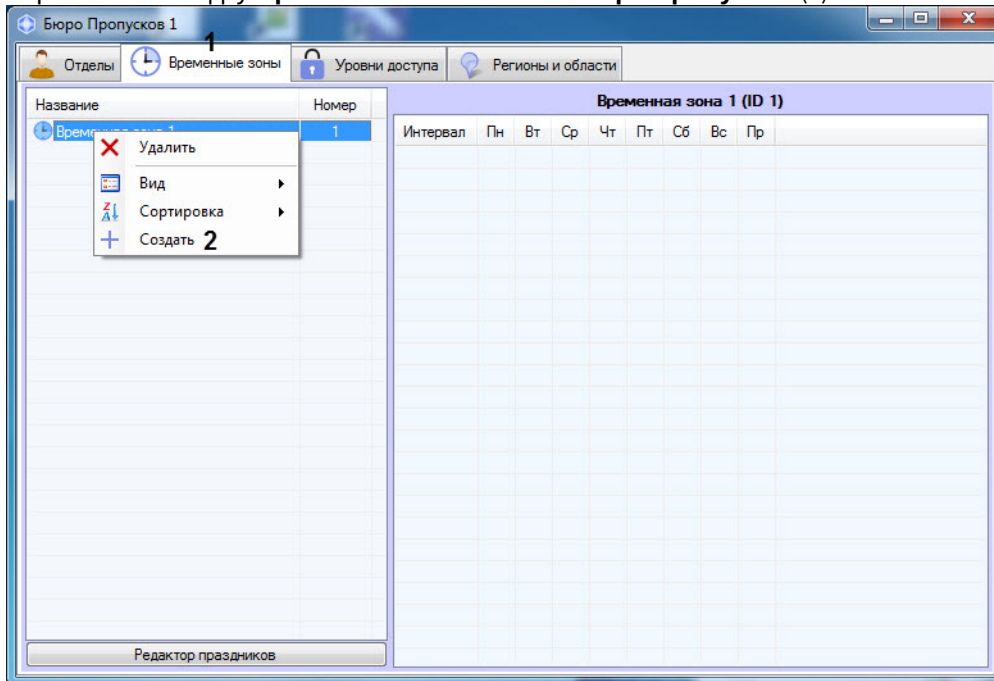 Бюро Пропусков 1
1
Отделы Временные зоны Уровни доступа Регионы и области
Название Номер
Временная зона 1 (ID 1)
1
Интервал Пн Вт Ср Чт Пт Сб Вс Пр
Удалить
Вид
Сортировка
Создать 2
Редактор праздников